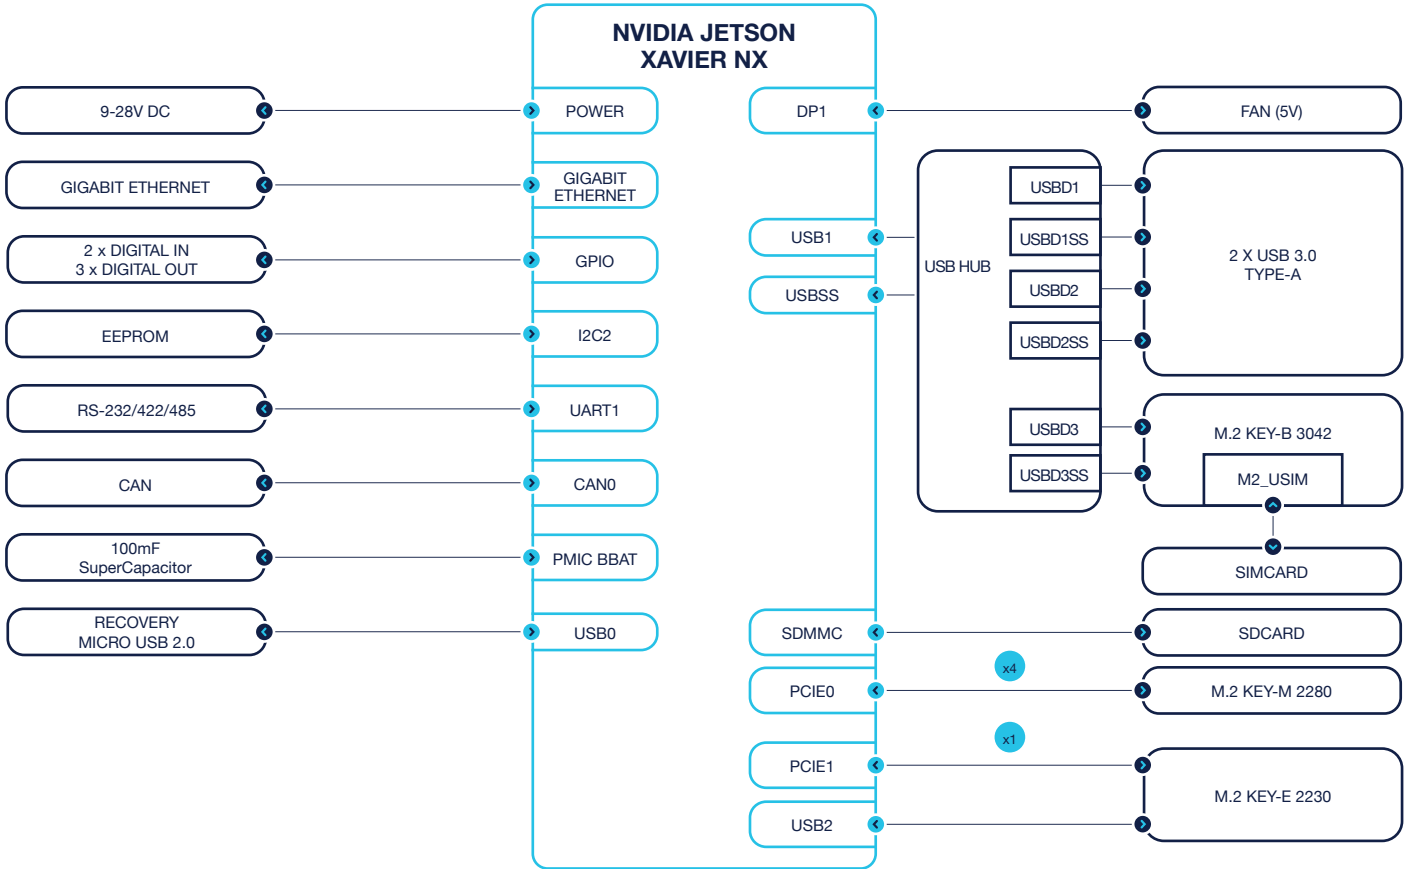 NVIDIA JETSON
XAVIER NX
9-28V DC
POWER
GIGABIT ETHERNET
GIGABIT
ETHERNET
2 x DIGITAL IN
3 x DIGITAL OUT
GPIO
EEPROM
I2C2
RS-232/422/485
UART1
CAN
CAN0
100mF
SuperCapacitor
PMIC BBAT
RECOVERY
MICRO USB 2.0
USB0
DP1
FAN (5V)
USB1
USBSS
USB HUB
USBD1
USBD1SS
USBD2
USBD2SS
USBD3
USBD3SS
2 X USB 3.0
TYPE-A
M.2 KEY-B 3042
M2_USIM
SIMCARD
SDMMC
SDCARD
x4
PCIE0
M.2 KEY-M 2280
x1
PCIE1
USB2
M.2 KEY-E 2230